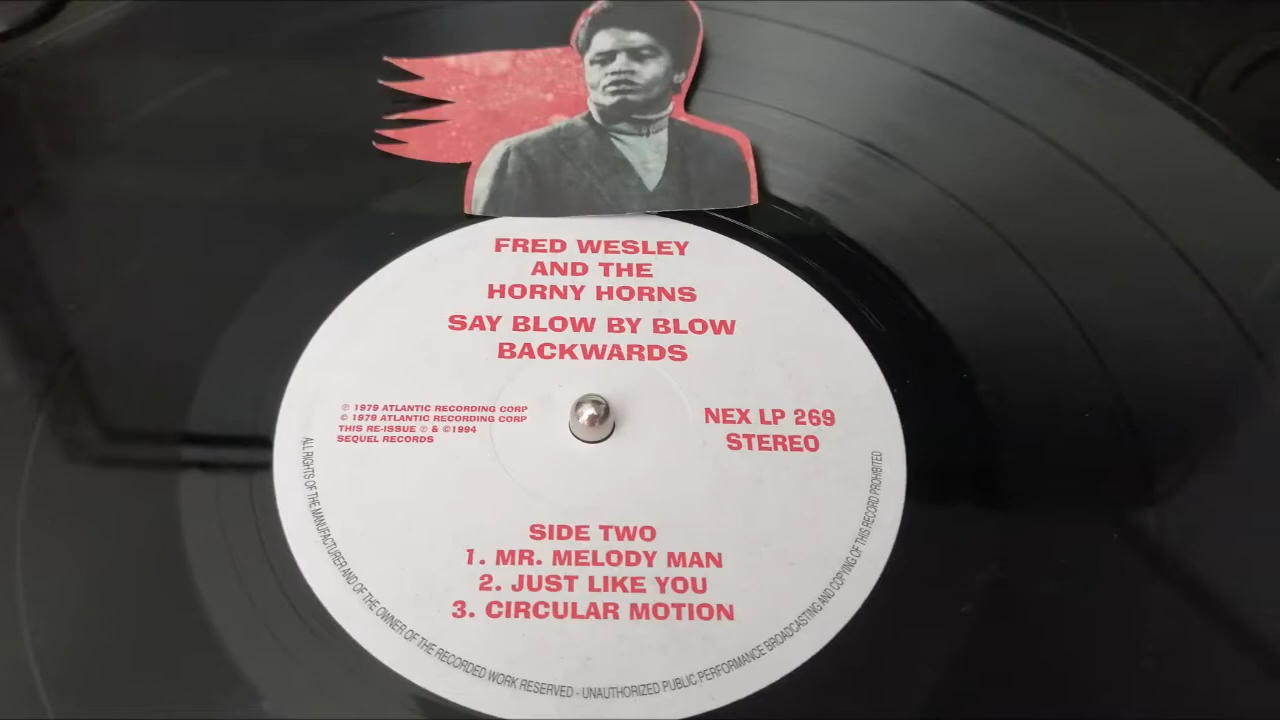 FRED WESLEY
AND THE
HORNY HORNS
SAY BLOW BY BLOW
BACKWARDS
℗ 1979 ATLANTIC RECORDING CORP
© 1979 ATLANTIC RECORDING CORP
THIS RE-ISSUE ℗ & ©1994
SEQUEL RECORDS
NEX LP 269
STEREO
SIDE TWO
1. MR. MELODY MAN
2. JUST LIKE YOU
3. CIRCULAR MOTION
ALL RIGHTS OF THE MANUFACTURER AND OF THE OWNER OF THE RECORDED WORK RESERVED - UNAUTHORIZED PUBLIC PERFORMANCE BROADCASTING AND COPYING OF THIS RECORD PROHIBITED